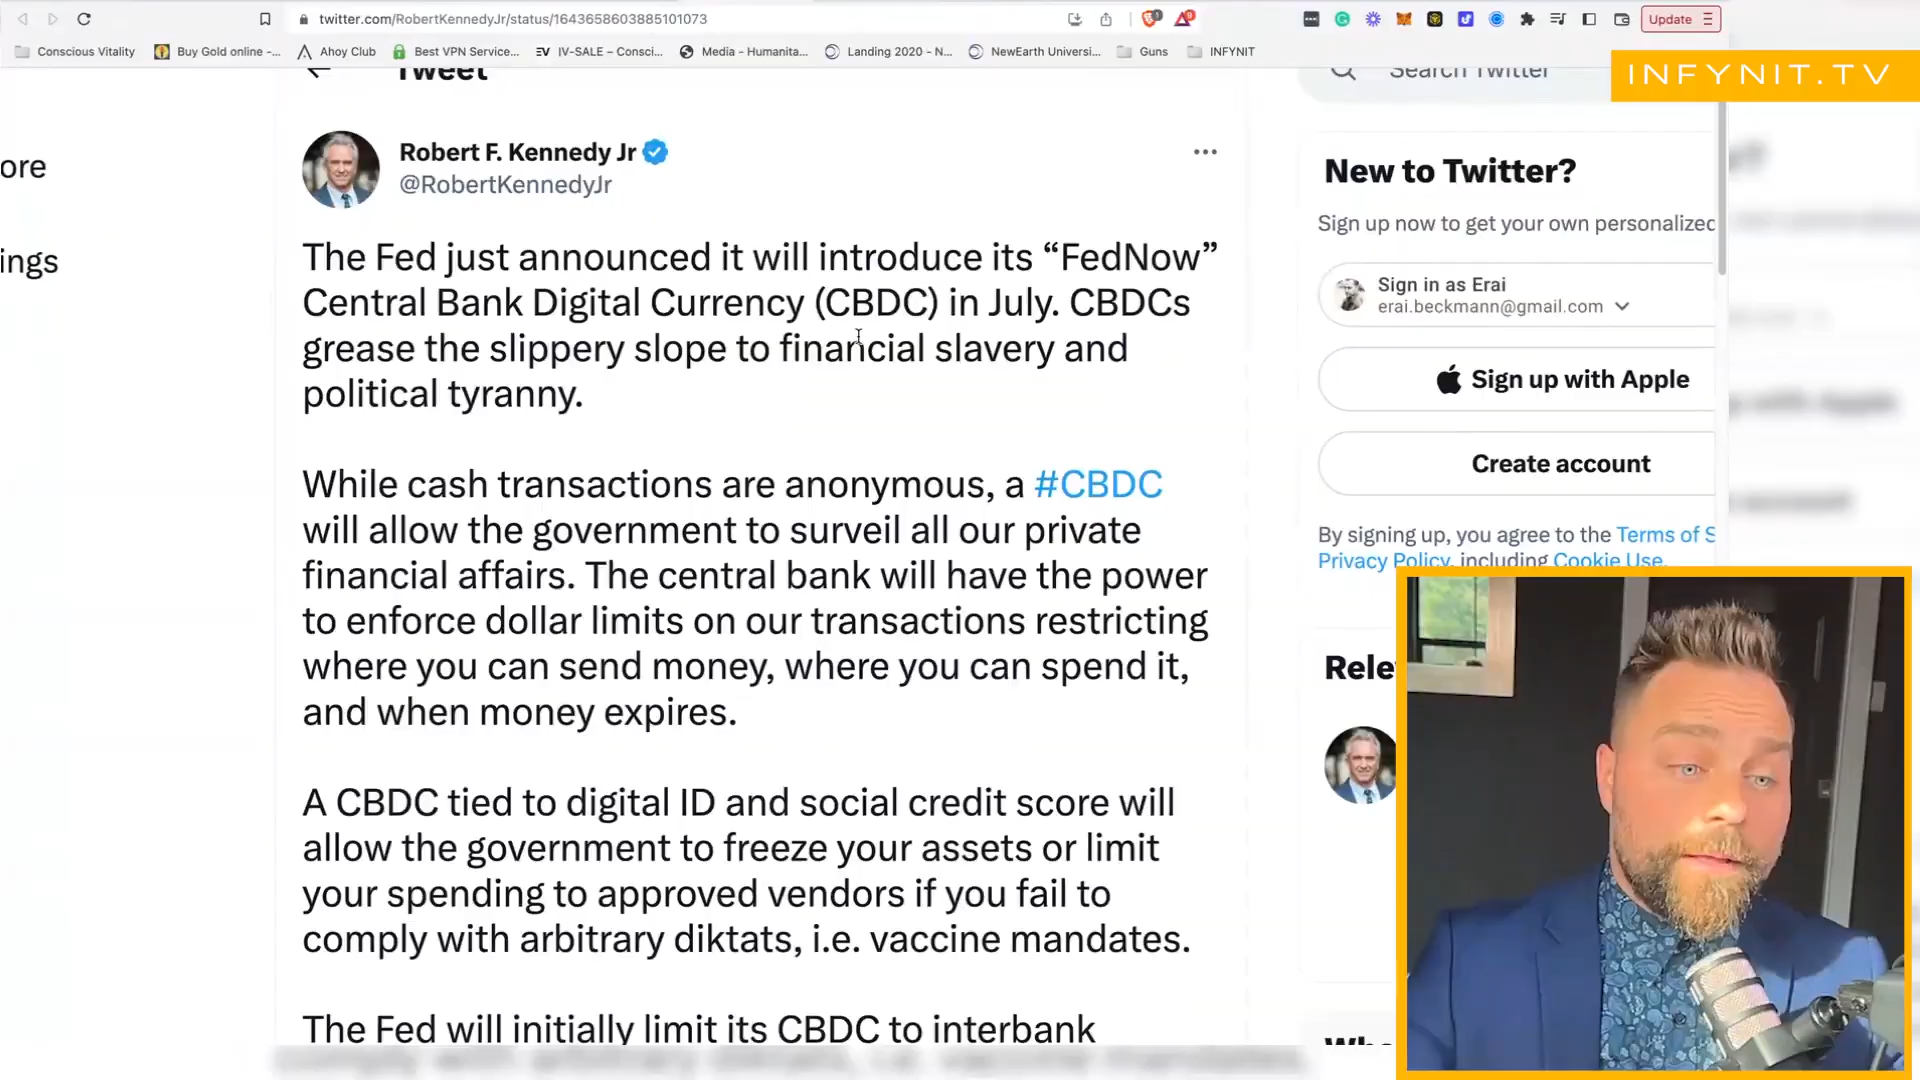 twitter.com/RobertKennedyJr/status/1643658603885101073
Update
Conscious Vitality
Buy Gold online -...
Ahoy Club
Best VPN Service...
EV IV-SALE – Consci...
Media - Humanita...
Landing 2020 - N...
NewEarth Universi...
Guns
INFYNIT
INFYNIT.TV
Tweet
Search Twitter
ore
ings
Robert F. Kennedy Jr
@RobertKennedyJr
The Fed just announced it will introduce its “FedNow”
Central Bank Digital Currency (CBDC) in July. CBDCs
grease the slippery slope to financial slavery and
political tyranny.
While cash transactions are anonymous, a #CBDC
will allow the government to surveil all our private
financial affairs. The central bank will have the power
to enforce dollar limits on our transactions restricting
where you can send money, where you can spend it,
and when money expires.
A CBDC tied to digital ID and social credit score will
allow the government to freeze your assets or limit
your spending to approved vendors if you fail to
comply with arbitrary diktats, i.e. vaccine mandates.
The Fed will initially limit its CBDC to interbank
New to Twitter?
Sign up now to get your own personalized
Sign in as Erai
erai.beckmann@gmail.com
Sign up with Apple
Create account
By signing up, you agree to the Terms of S
Privacy Policy, including Cookie Use.
Rele